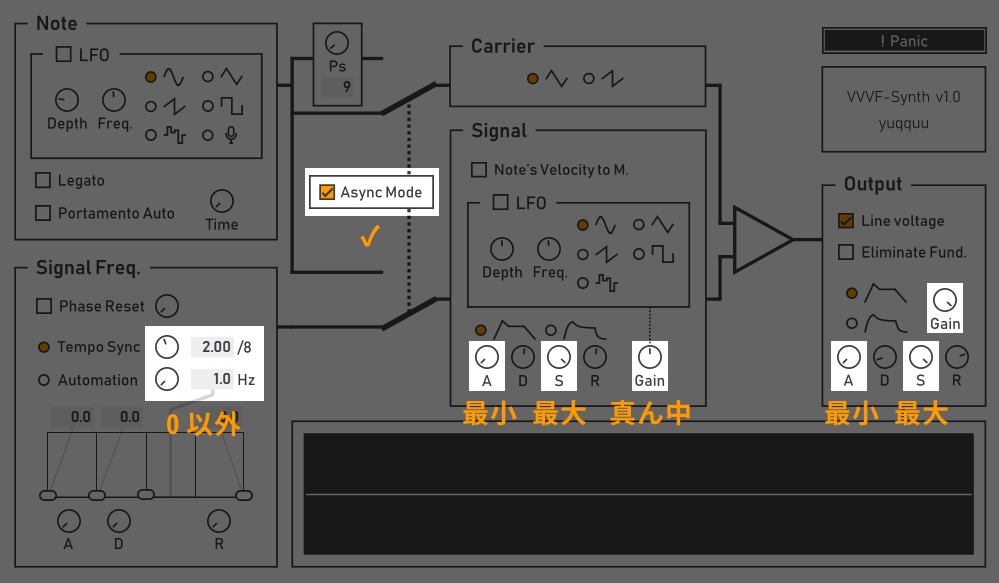 Note
LFO
Depth Freq.
Legato
Portamento Auto
Time
Ps
9
Async Mode
✓
Signal Freq.
Phase Reset
Tempo Sync 2.00 /8
Automation 1.0 Hz
0 以外
0.0 0.0
A D R
Carrier
Signal
Note's Velocity to M.
LFO
Depth Freq.
A D S R Gain
最小 最大 真ん中
! Panic
VVVF-Synth v1.0
yuqquu
Output
Line voltage
Eliminate Fund.
Gain
A D S R
最小 最大